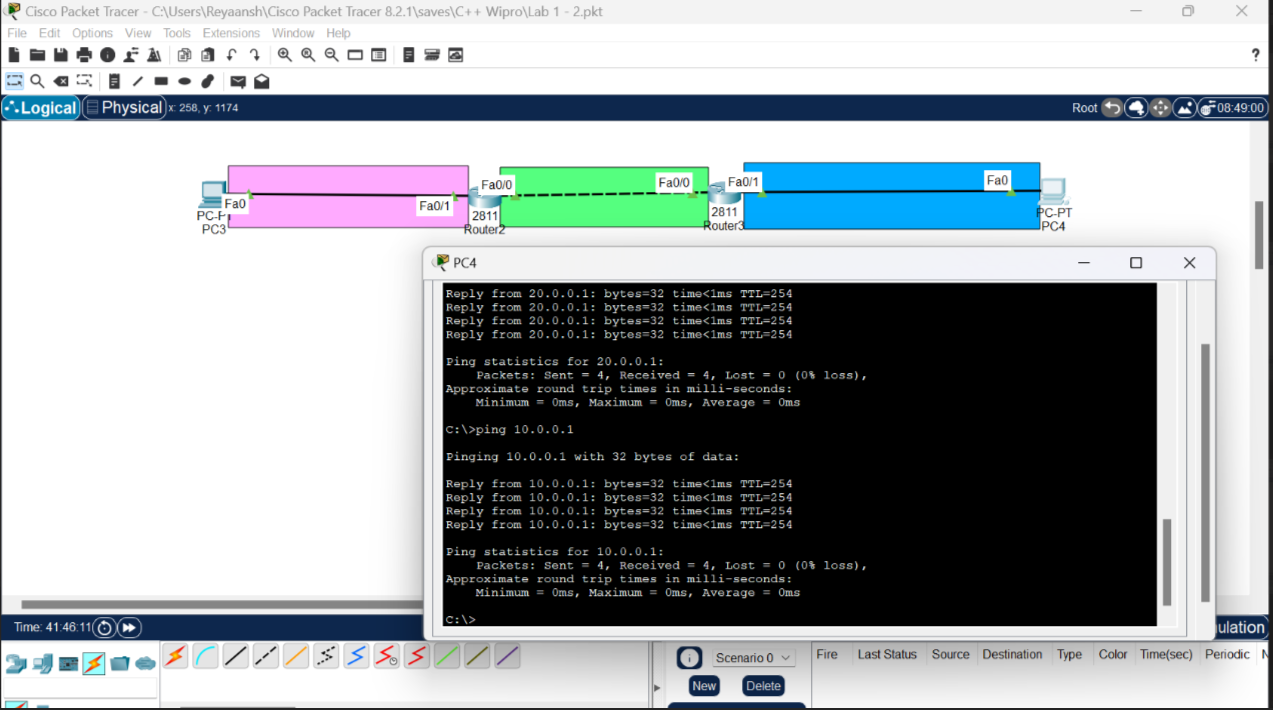 Cisco Packet Tracer - C:\Users\Reyaansh\Cisco Packet Tracer 8.2.1\saves\C++ Wipro\Lab 1 - 2.pkt
File Edit Options View Tools Extensions Window Help
?
Logical Physical x: 258, y: 1174 Root 08:49:00
Fa0/0 Fa0/0 Fa0/1 Fa0
Fa0 Fa0/1
PC-P 2811 2811 PC-PT
PC3 Router2 Router3 PC4
PC4
Reply from 20.0.0.1: bytes=32 time<1ms TTL=254
Reply from 20.0.0.1: bytes=32 time<1ms TTL=254
Reply from 20.0.0.1: bytes=32 time<1ms TTL=254
Reply from 20.0.0.1: bytes=32 time<1ms TTL=254
Ping statistics for 20.0.0.1:
Packets: Sent = 4, Received = 4, Lost = 0 (0% loss),
Approximate round trip times in milli-seconds:
Minimum = 0ms, Maximum = 0ms, Average = 0ms
C:\>ping 10.0.0.1
Pinging 10.0.0.1 with 32 bytes of data:
Reply from 10.0.0.1: bytes=32 time<1ms TTL=254
Reply from 10.0.0.1: bytes=32 time<1ms TTL=254
Reply from 10.0.0.1: bytes=32 time<1ms TTL=254
Reply from 10.0.0.1: bytes=32 time<1ms TTL=254
Ping statistics for 10.0.0.1:
Packets: Sent = 4, Received = 4, Lost = 0 (0% loss),
Approximate round trip times in milli-seconds:
Minimum = 0ms, Maximum = 0ms, Average = 0ms
C:\>
Time: 41:46:11 ulation
Scenario 0 Fire Last Status Source Destination Type Color Time(sec) Periodic N
New Delete